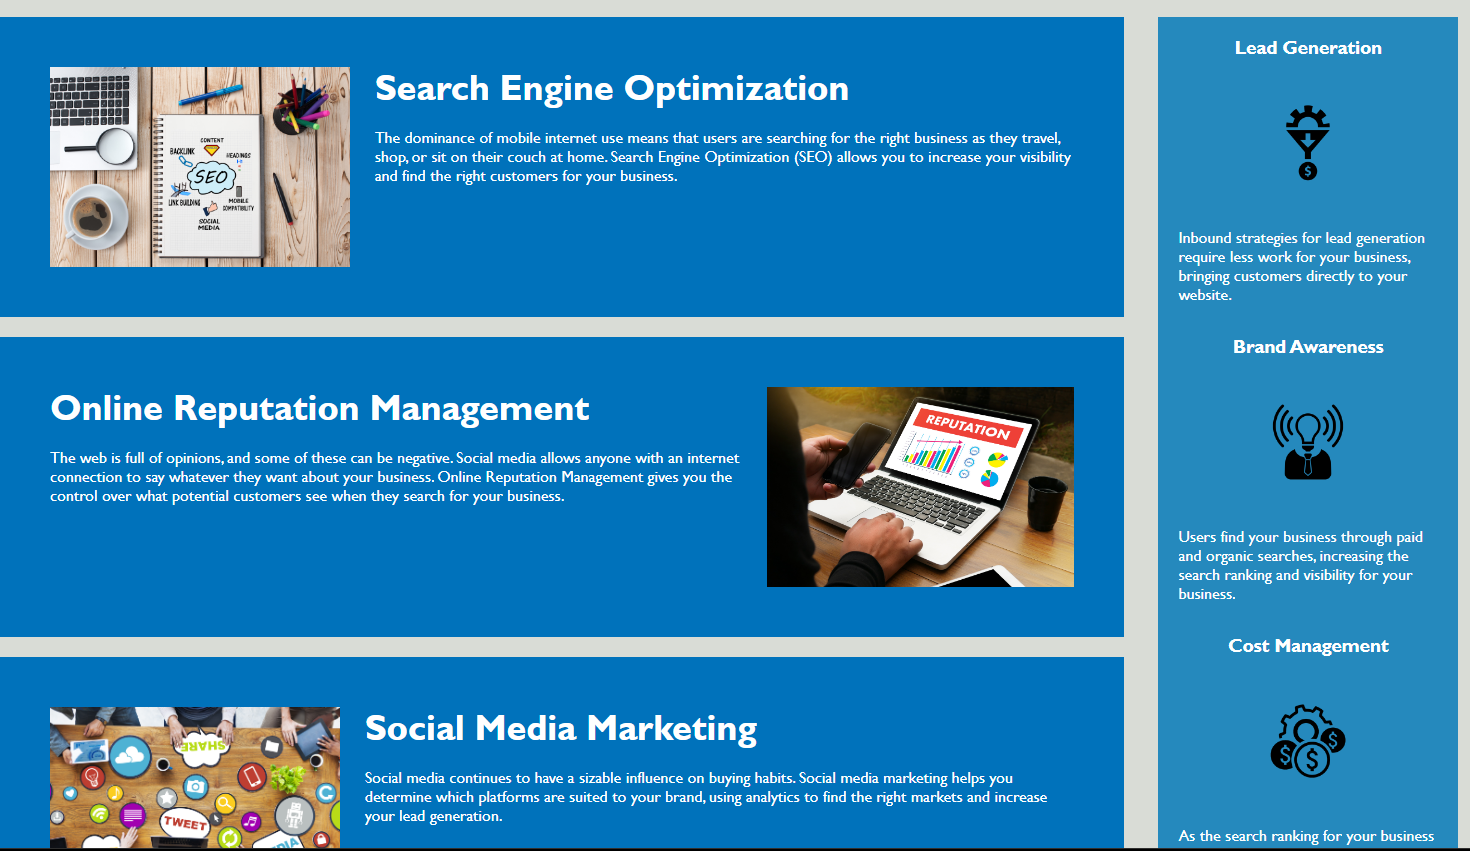 Search Engine Optimization
The dominance of mobile internet use means that users are searching for the right business as they travel,
shop, or sit on their couch at home. Search Engine Optimization (SEO) allows you to increase your visibility
and find the right customers for your business.
CONTENT
BACKLINK
HEADINGS
SEO
LINK BUILDING
MOBILE
COMPATIBILITY
SOCIAL
MEDIA
Online Reputation Management
The web is full of opinions, and some of these can be negative. Social media allows anyone with an internet
connection to say whatever they want about your business. Online Reputation Management gives you the
control over what potential customers see when they search for your business.
REPUTATION
Social Media Marketing
Social media continues to have a sizable influence on buying habits. Social media marketing helps you
determine which platforms are suited to your brand, using analytics to find the right markets and increase
your lead generation.
SHARE
TWEET
Lead Generation
$
Inbound strategies for lead generation
require less work for your business,
bringing customers directly to your
website.
Brand Awareness
Users find your business through paid
and organic searches, increasing the
search ranking and visibility for your
business.
Cost Management
$
$
$
As the search ranking for your business